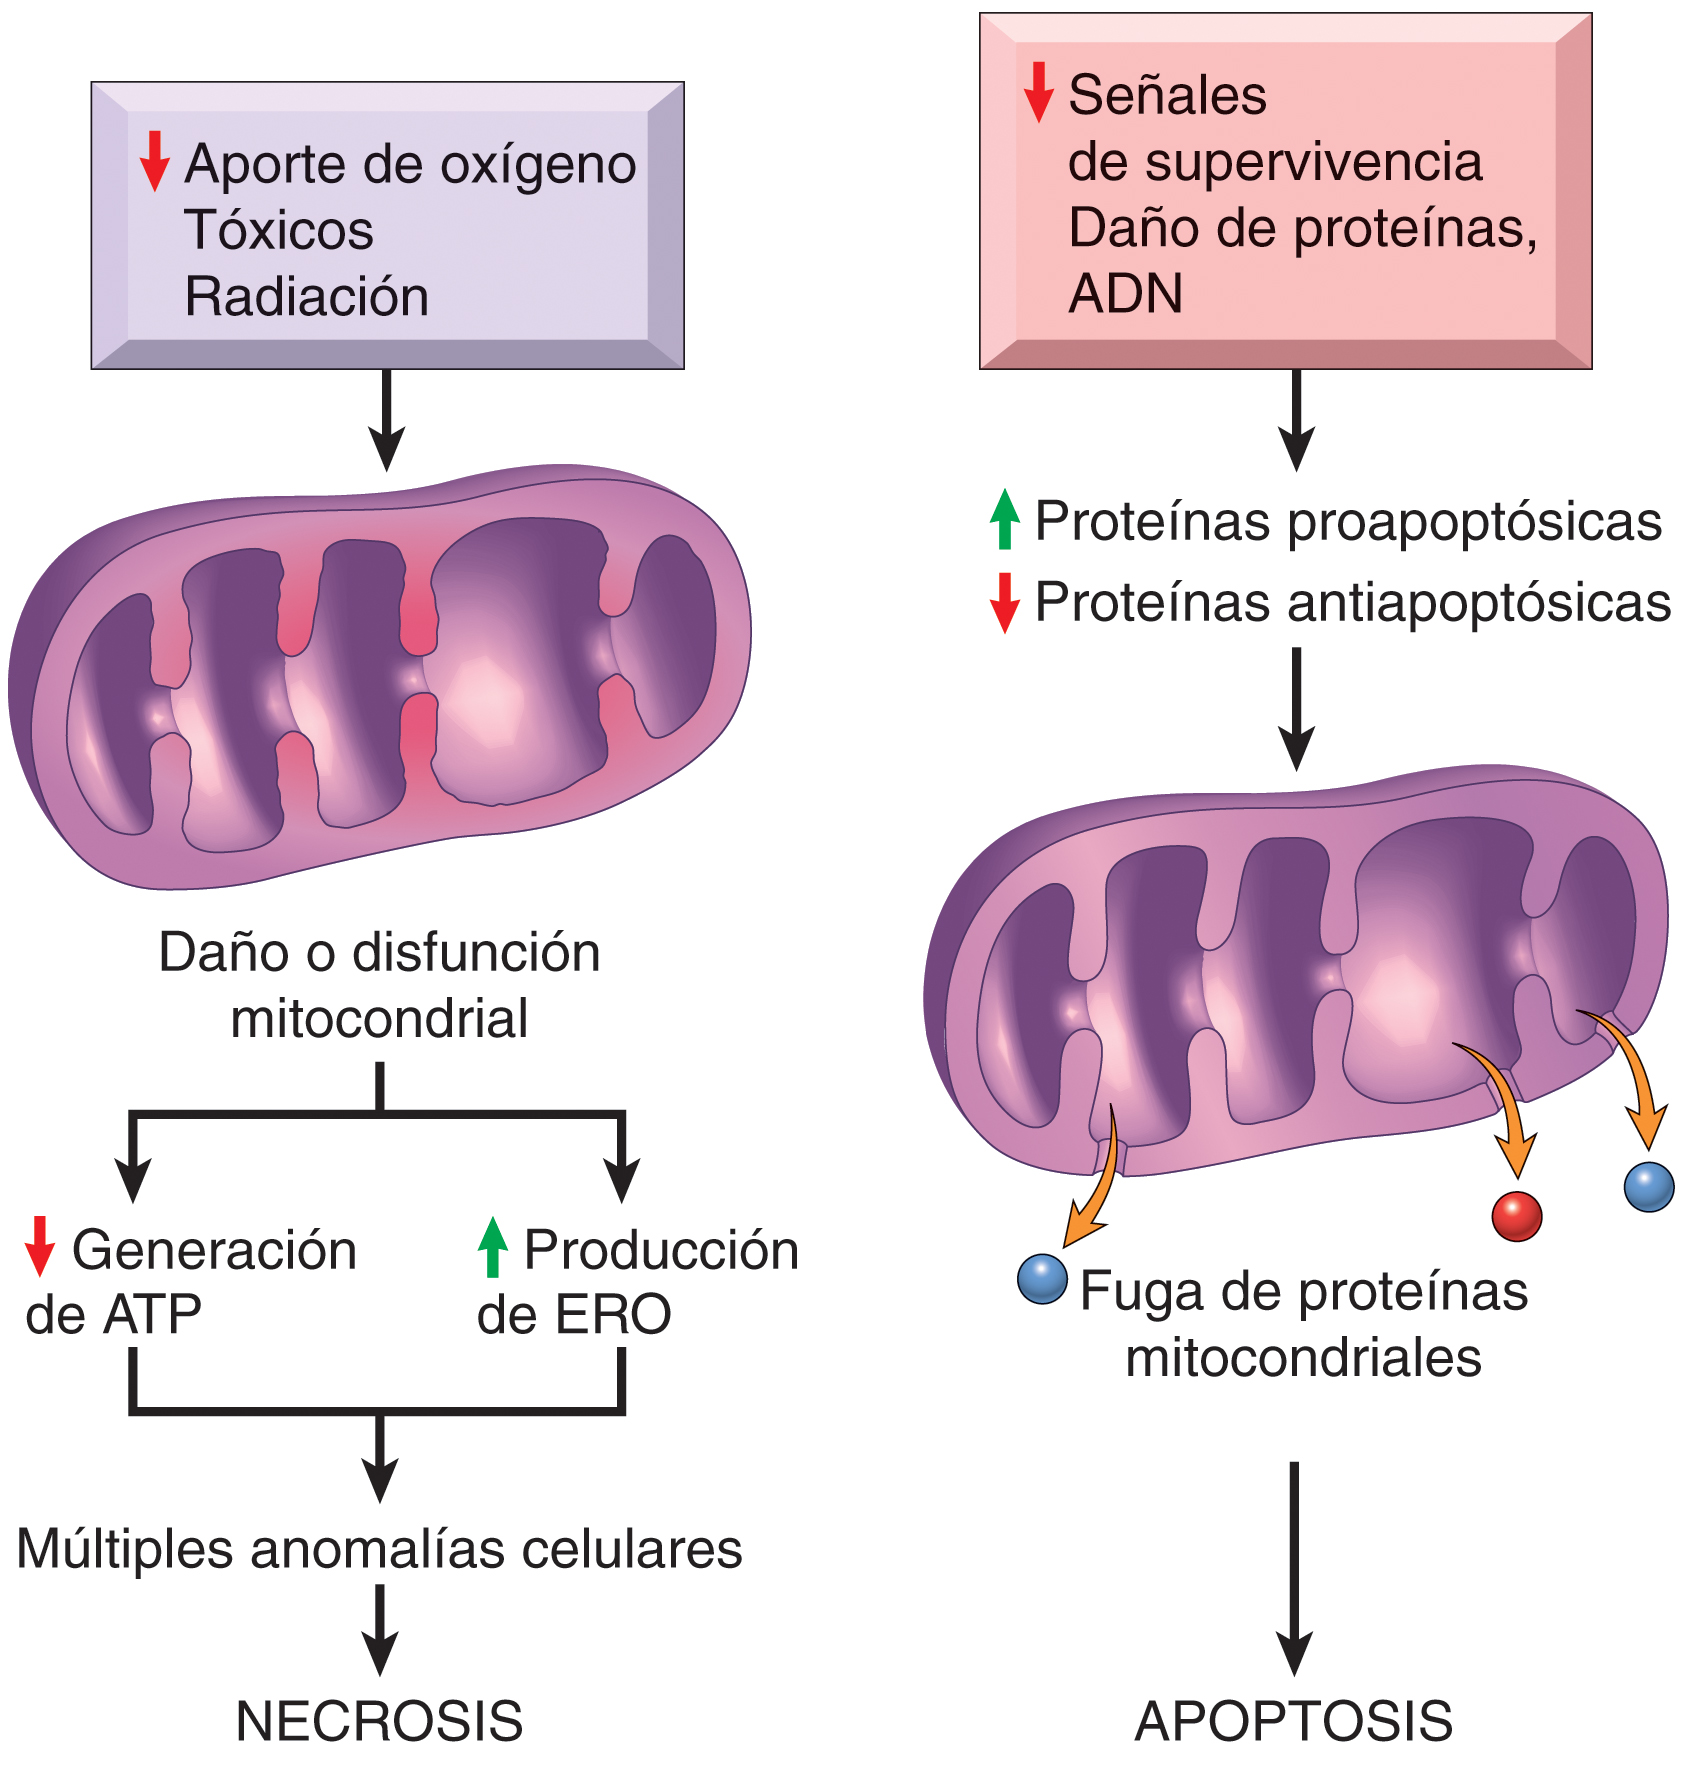 Aporte de oxígeno
Tóxicos
Radiación
Daño o disfunción
mitocondrial
Generación
de ATP
Producción
de ERO
Múltiples anomalías celulares
NECROSIS
Señales
de supervivencia
Daño de proteínas,
ADN
Proteínas proapoptósicas
Proteínas antiapoptósicas
Fuga de proteínas
mitocondriales
APOPTOSIS